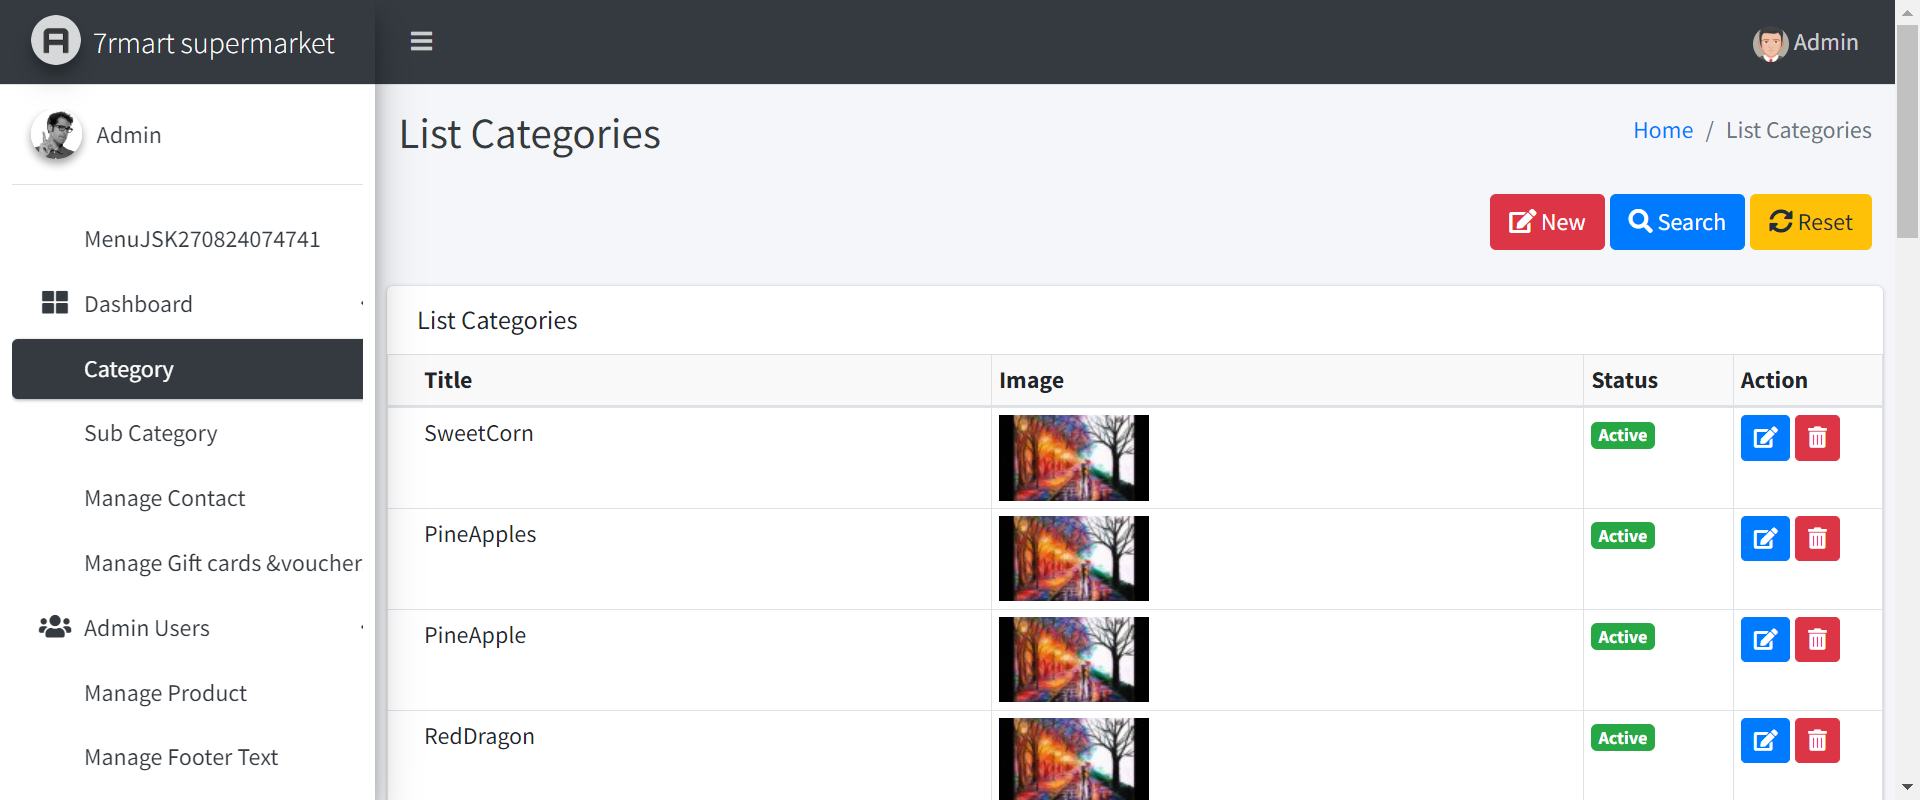 7rmart supermarket
Admin
Admin
List Categories
Home / List Categories
MenuJSK270824074741
New
Search
Reset
Dashboard
Category
Sub Category
Manage Contact
Manage Gift cards &voucher
Admin Users
Manage Product
Manage Footer Text
List Categories
Title Image Status Action
SweetCorn Active
PineApples Active
PineApple Active
RedDragon Active